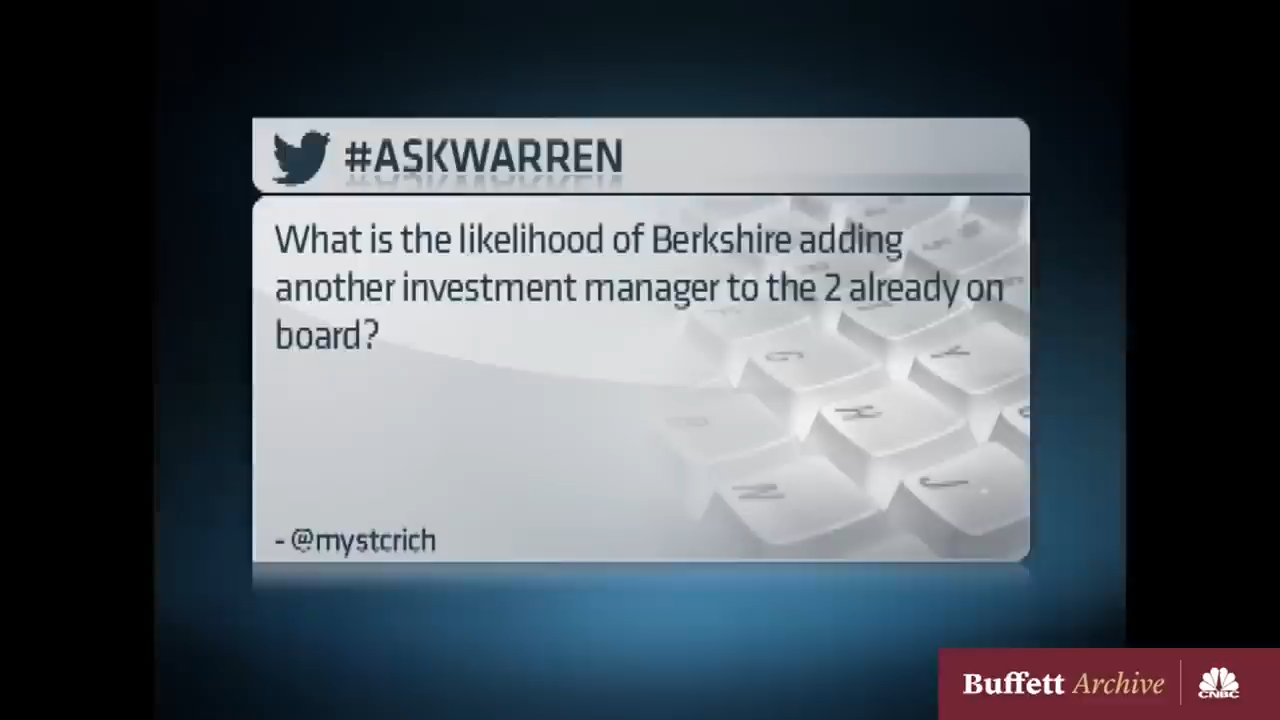 #ASKWARREN
What is the likelihood of Berkshire adding
another investment manager to the 2 already on
board?
- @mystcrich
Buffett Archive
CNBC